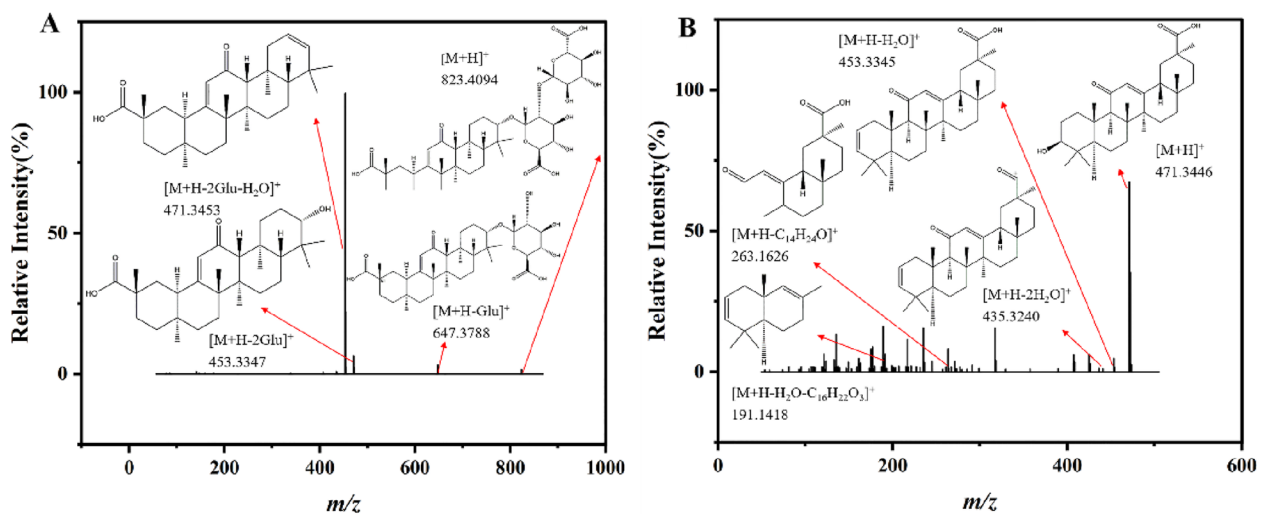 A
Relative Intensity(%)
100
50
0
0
200
400
600
800
1000
m/z
[M+H]⁺
823.4094
[M+H-2Glu-H₂O]⁺
471.3453
[M+H-2Glu]⁺
453.3347
[M+H-Glu]⁺
647.3788
B
Relative Intensity(%)
100
50
0
0
200
400
600
m/z
[M+H-H₂O]⁺
453.3345
[M+H]⁺
471.3446
[M+H-C₁₄H₂₄O]⁺
263.1626
[M+H-2H₂O]⁺
435.3240
[M+H-H₂O-C₁₆H₂₂O₃]⁺
191.1418